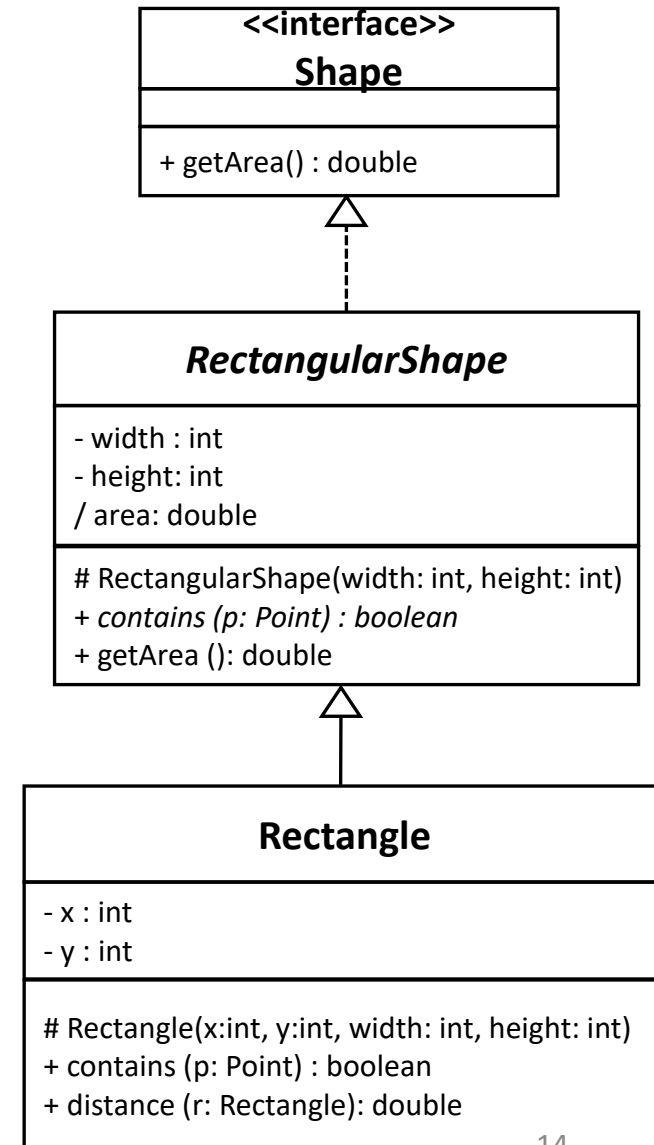 <<interface>>
Shape
+ getArea() : double
RectangularShape
- width : int
- height: int
/ area: double
# RectangularShape(width: int, height: int)
+ contains (p: Point) : boolean
+ getArea (): double
Rectangle
- x : int
- y : int
# Rectangle(x:int, y:int, width: int, height: int)
+ contains (p: Point) : boolean
+ distance (r: Rectangle): double
14